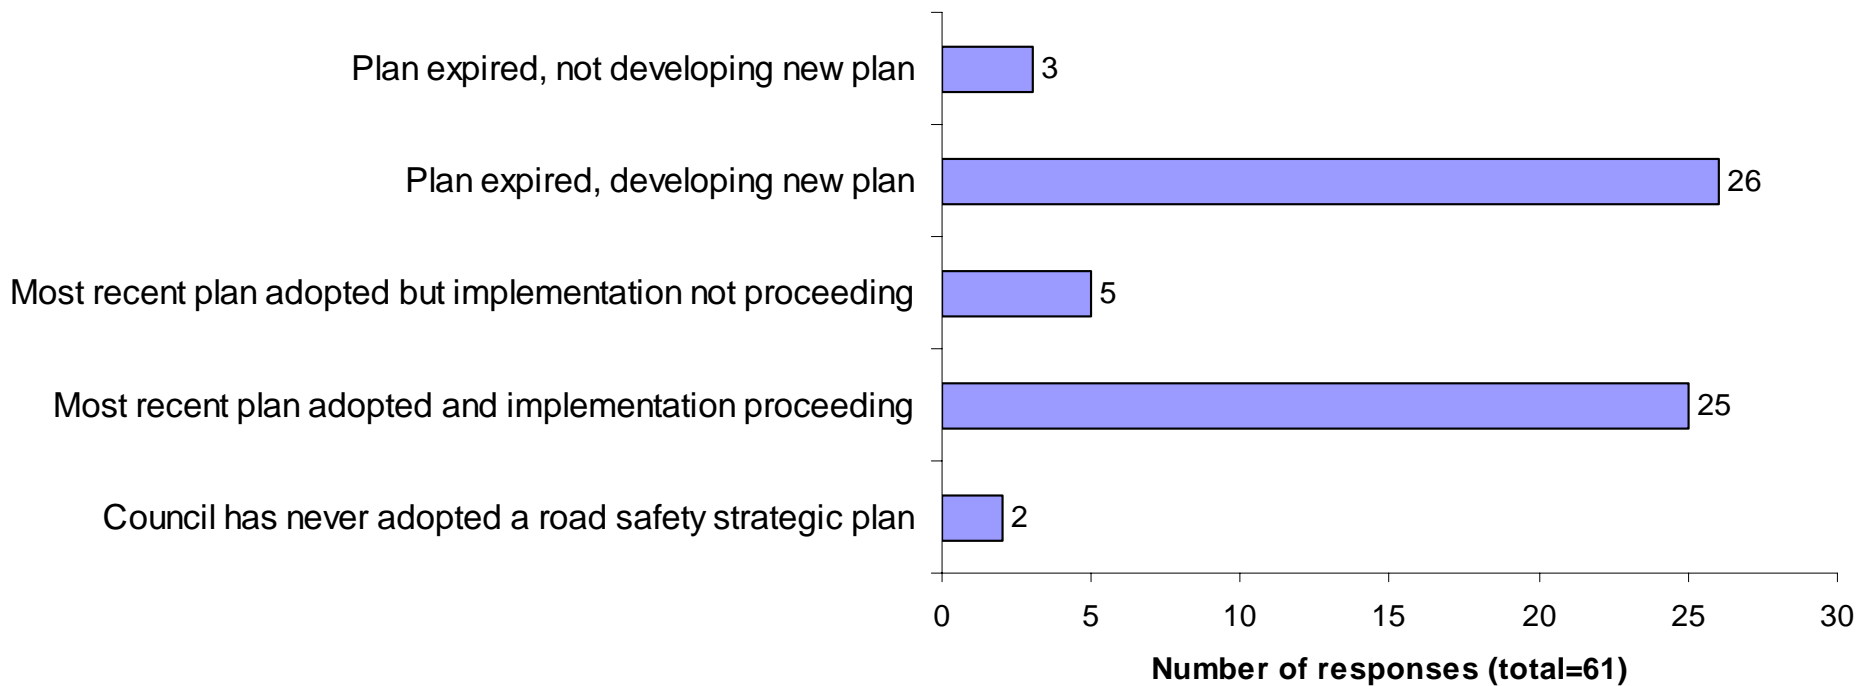 Plan expired, not developing new plan
3
Plan expired, developing new plan
26
Most recent plan adopted but implementation not proceeding
5
Most recent plan adopted and implementation proceeding
25
Council has never adopted a road safety strategic plan
2
0 5 10 15 20 25 30
Number of responses (total=61)